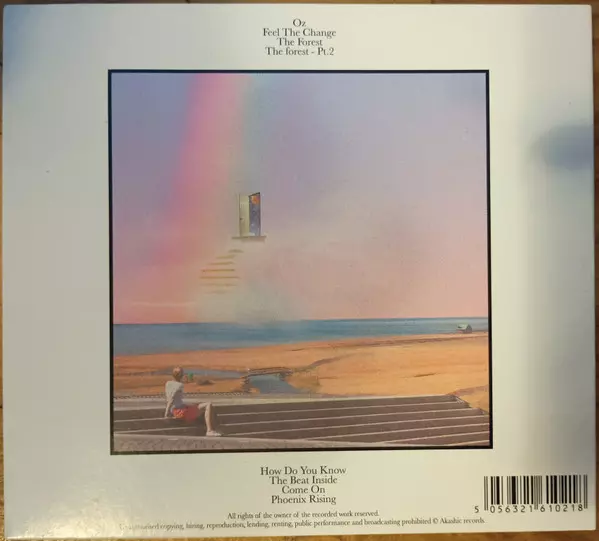 Oz
Feel The Change
The Forest
The forest - Pt.2
How Do You Know
The Beat Inside
Come On
Phoenix Rising
All rights of the owner of the recorded work reserved.
copying, hiring, reproduction, lending, renting, public performance and broadcasting prohibited © Akashic records
5 056321 610218